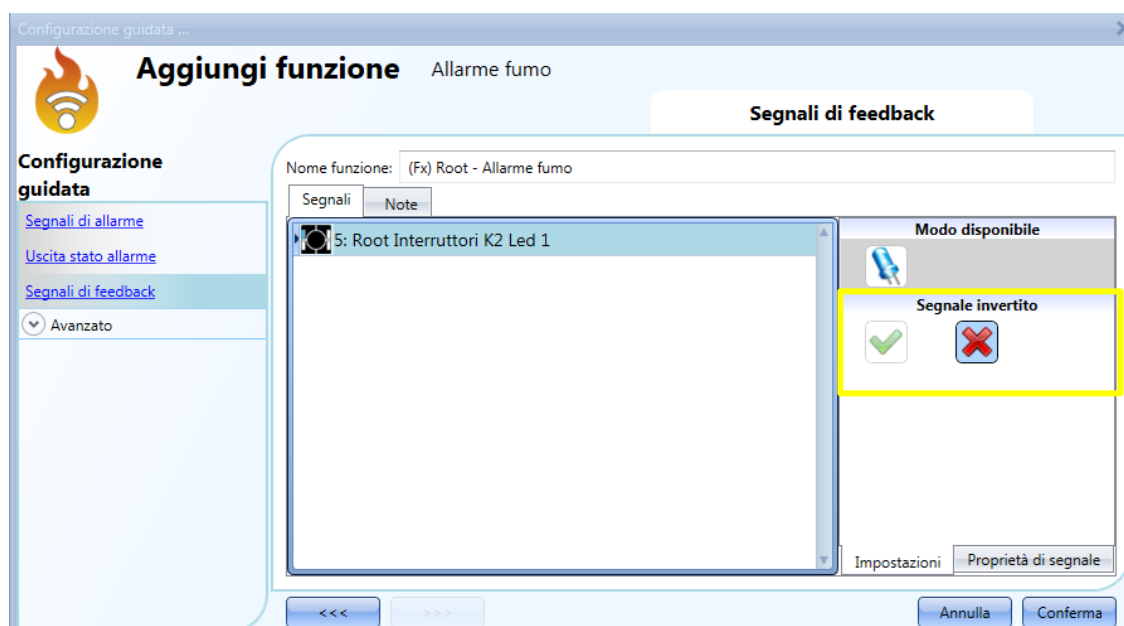 Configurazione guidata ...
Aggiungi funzione Allarme fumo
Segnali di feedback
Configurazione
guidata
Segnali di allarme
Uscita stato allarme
Segnali di feedback
Avanzato
Nome funzione: (Fx) Root - Allarme fumo
Segnali Note
5: Root Interruttori K2 Led 1
Modo disponibile
Segnale invertito
Impostazioni Proprietà di segnale
<<< >>> Annulla Conferma